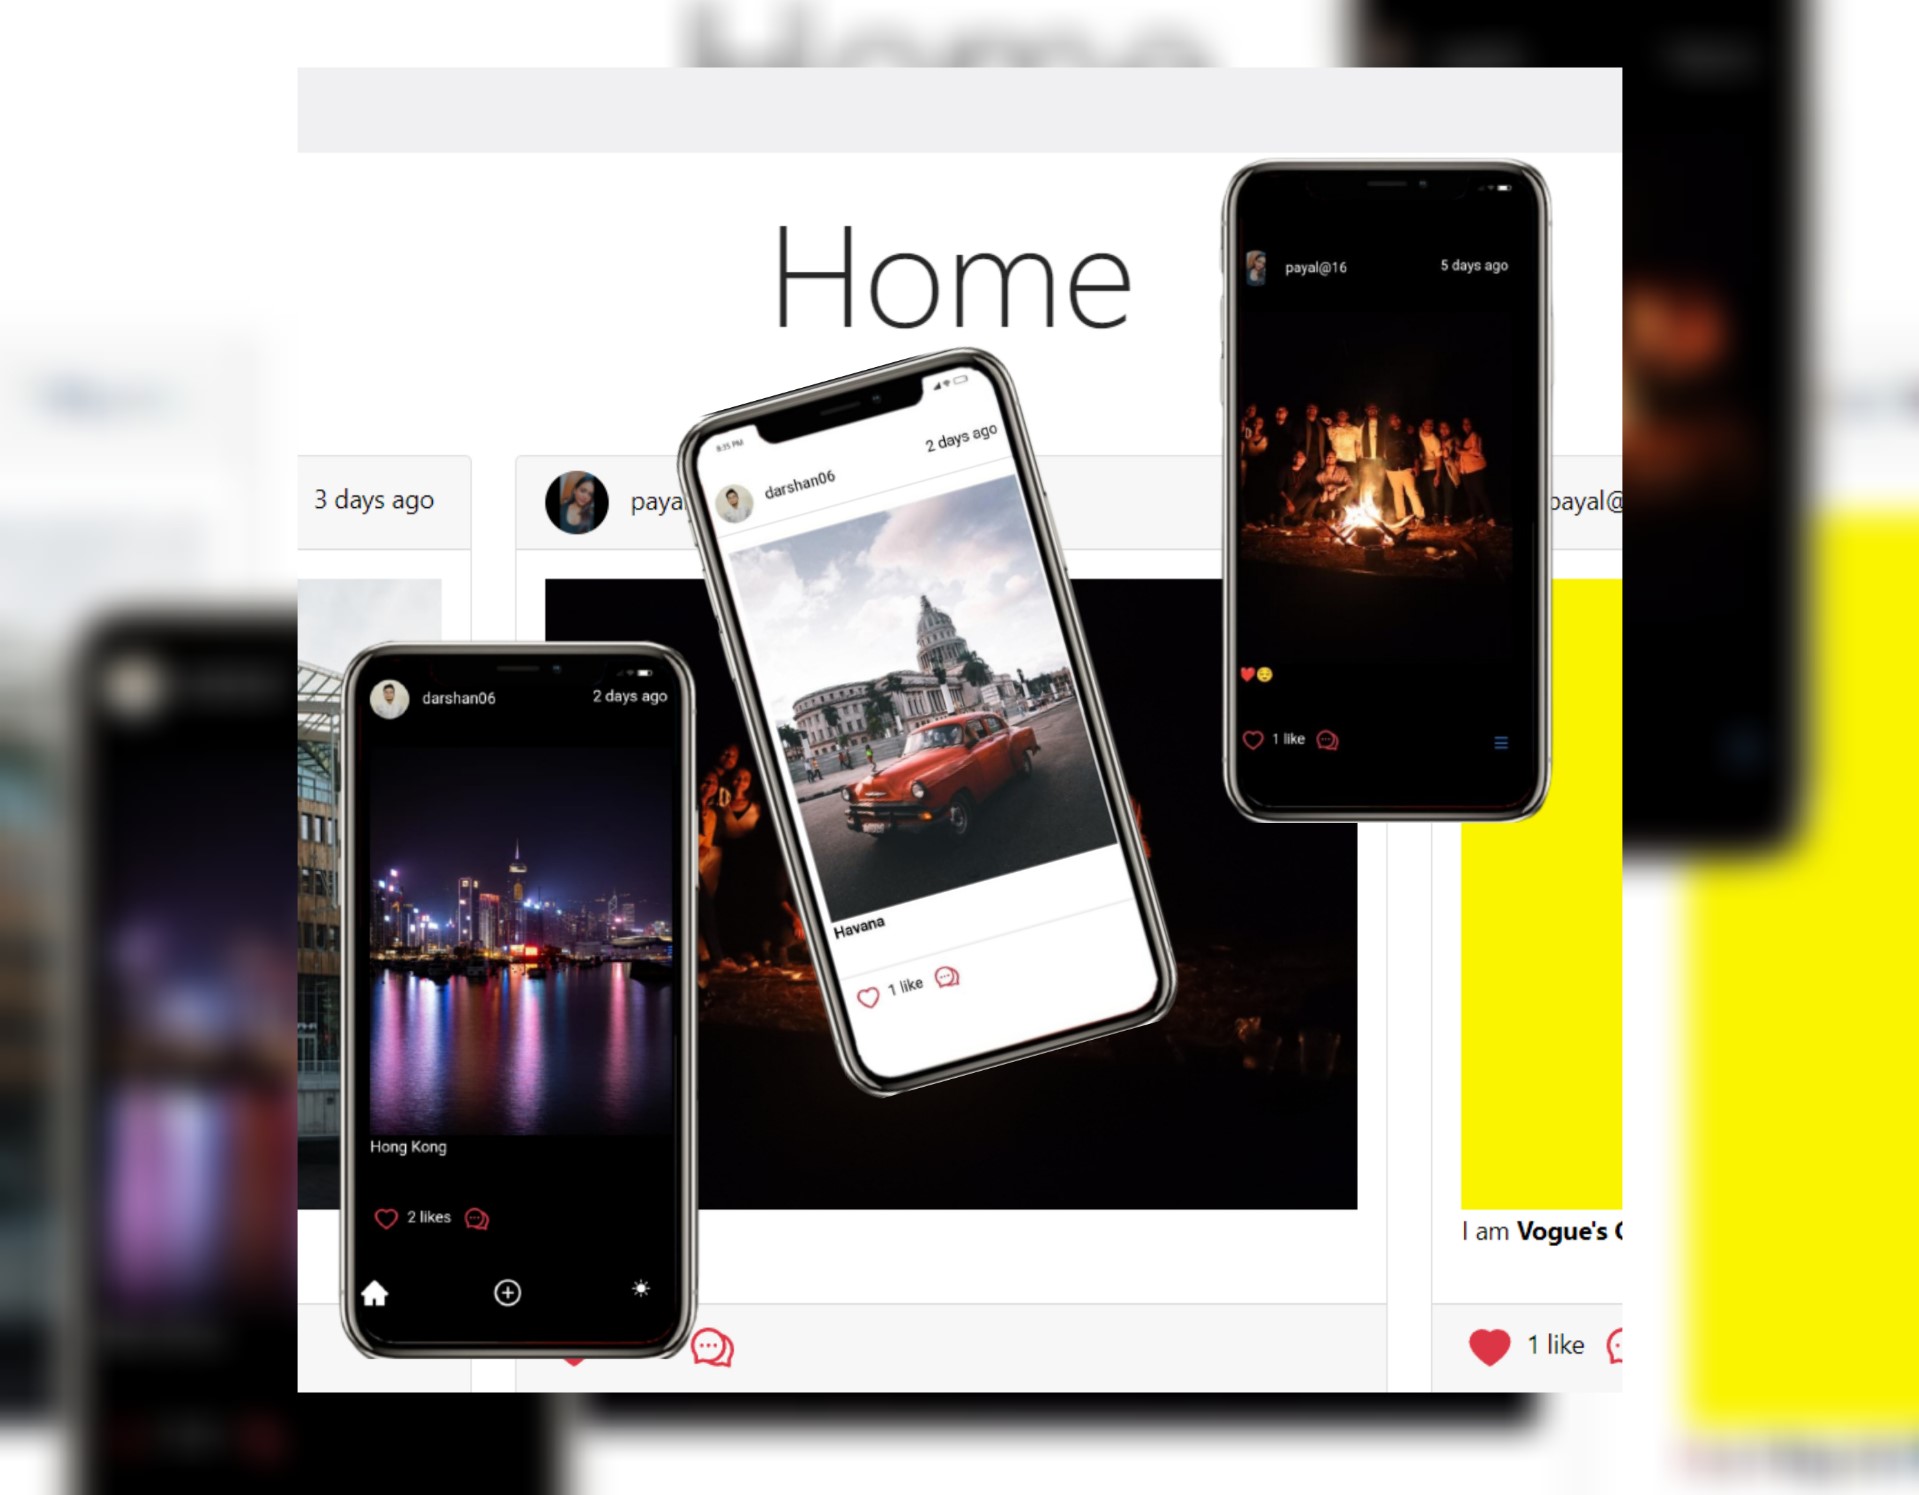 Home
payal@16 5 days ago
1 like
8:35 PM
2 days ago
darshan06
Havana
1 like
3 days ago
paya
payal@
darshan06 2 days ago
Hong Kong
2 likes
I am Vogue's
1 like